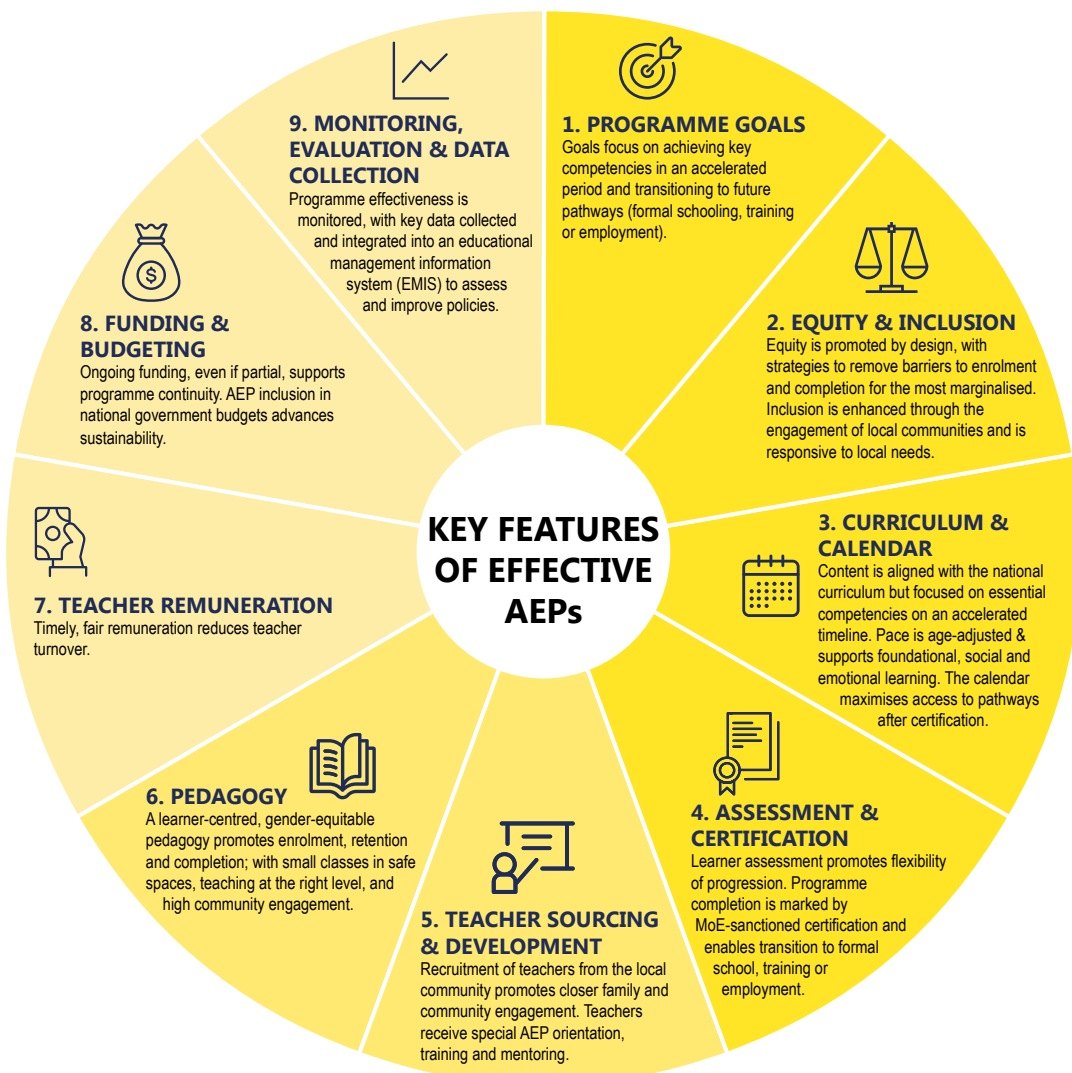 KEY FEATURES
OF EFFECTIVE
AEPs
1. PROGRAMME GOALS
Goals focus on achieving key
competencies in an accelerated
period and transitioning to future
pathways (formal schooling, training
or employment).
2. EQUITY & INCLUSION
Equity is promoted by design, with
strategies to remove barriers to enrolment
and completion for the most marginalised.
Inclusion is enhanced through the
engagement of local communities and is
responsive to local needs.
3. CURRICULUM &
CALENDAR
Content is aligned with the national
curriculum but focused on essential
competencies on an accelerated
timeline. Pace is age-adjusted &
supports foundational, social and
emotional learning. The calendar
maximises access to pathways
after certification.
4. ASSESSMENT &
CERTIFICATION
Learner assessment promotes flexibility
of progression. Programme
completion is marked by
MoE-sanctioned certification and
enables transition to formal
school, training or
employment.
5. TEACHER SOURCING
& DEVELOPMENT
Recruitment of teachers from the local
community promotes closer family and
community engagement. Teachers
receive special AEP orientation,
training and mentoring.
6. PEDAGOGY
A learner-centred, gender-equitable
pedagogy promotes enrolment, retention
and completion; with small classes in safe
spaces, teaching at the right level, and
high community engagement.
7. TEACHER REMUNERATION
Timely, fair remuneration reduces teacher
turnover.
8. FUNDING &
BUDGETING
Ongoing funding, even if partial, supports
programme continuity. AEP inclusion in
national government budgets advances
sustainability.
$
9. MONITORING,
EVALUATION & DATA
COLLECTION
Programme effectiveness is
monitored, with key data collected
and integrated into an educational
management information
system (EMIS) to assess
and improve policies.